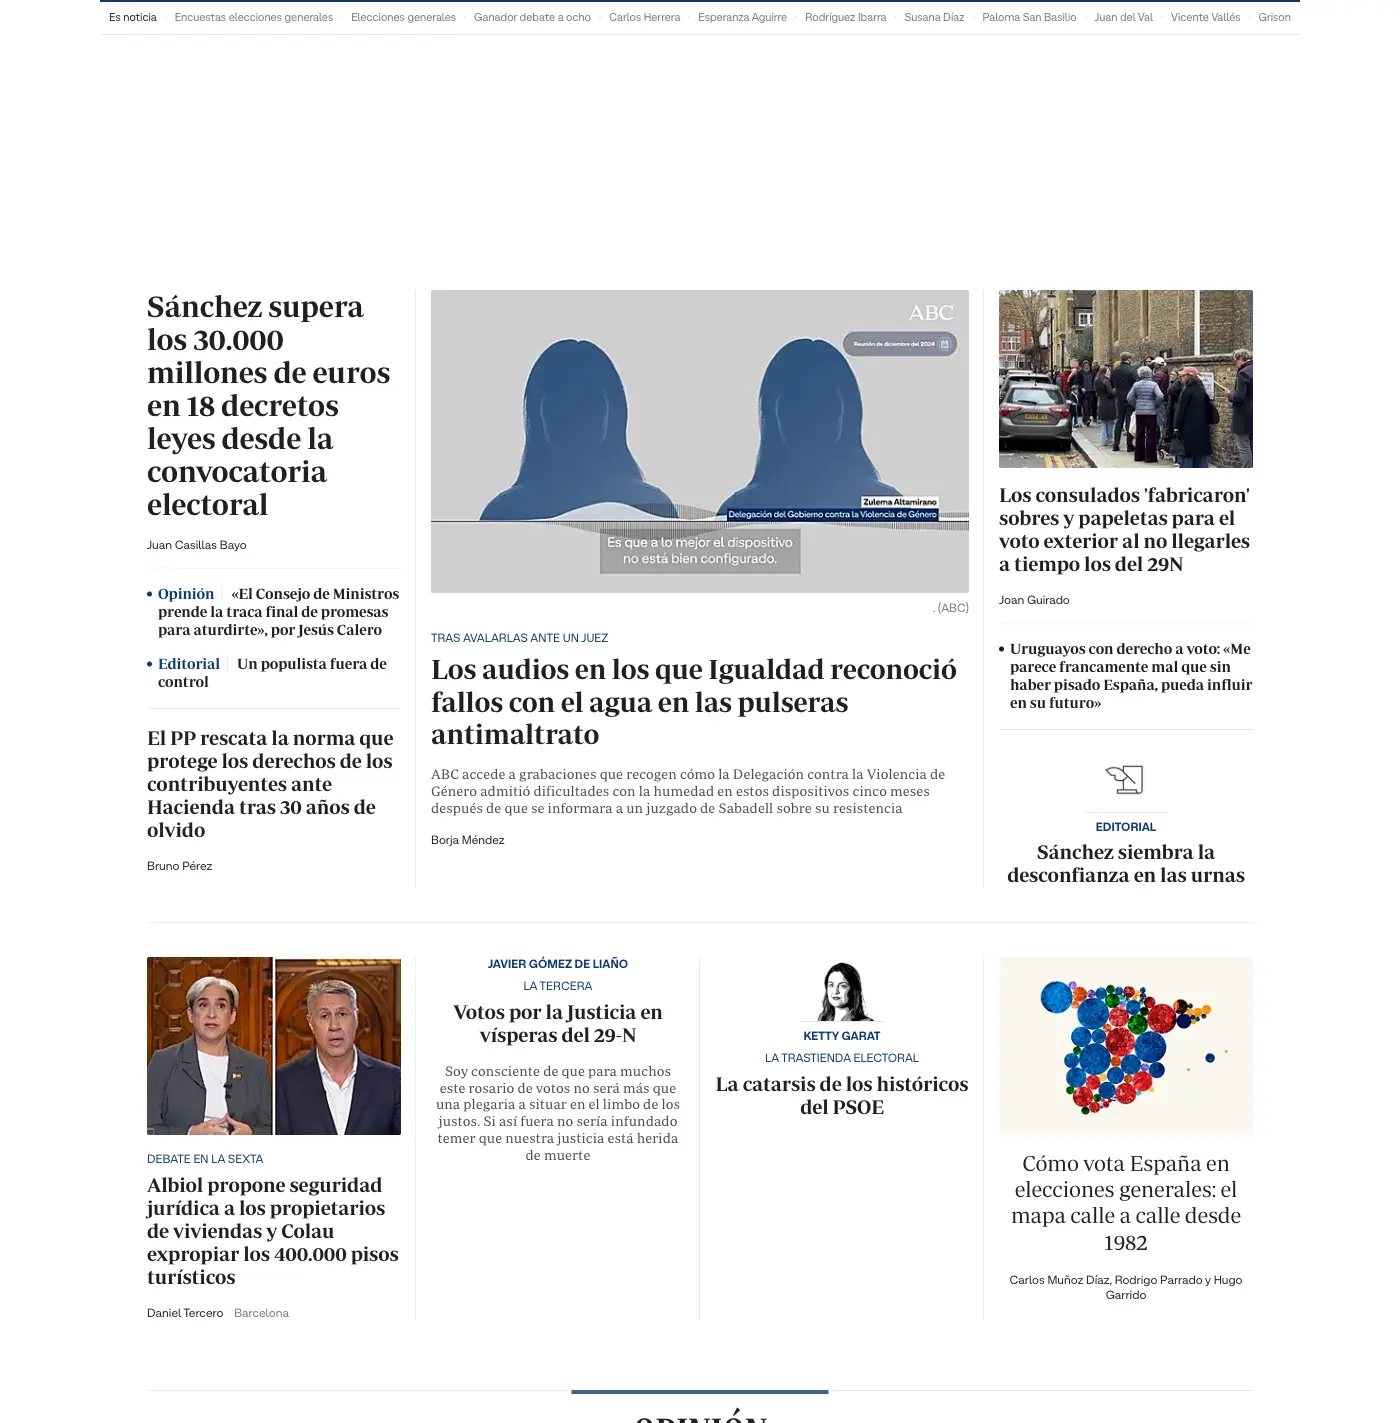 Es noticia
Encuestas elecciones generales
Elecciones generales
Ganador debate a ocho
Carlos Herrera
Esperanza Aguirre
Rodríguez Ibarra
Susana Díaz
Paloma San Basilio
Juan del Val
Vicente Vallés
Grison
Sánchez supera
los 30.000
millones de euros
en 18 decretos
leyes desde la
convocatoria
electoral
Juan Casillas Bayo
Opinión «El Consejo de Ministros
prende la traca final de promesas
para aturdirte», por Jesús Calero
Editorial Un populista fuera de
control
El PP rescata la norma que
protege los derechos de los
contribuyentes ante
Hacienda tras 30 años de
olvido
Bruno Pérez
ABC
Reunión de diciembre del 2024
Zulema Altamirano
Delegación del Gobierno contra la Violencia de Género
Es que a lo mejor el dispositivo
no está bien configurado.
. (ABC)
TRAS AVALARLAS ANTE UN JUEZ
Los audios en los que Igualdad reconoció
fallos con el agua en las pulseras
antimaltrato
ABC accede a grabaciones que recogen cómo la Delegación contra la Violencia de
Género admitió dificultades con la humedad en estos dispositivos cinco meses
después de que se informara a un juzgado de Sabadell sobre su resistencia
Borja Méndez
Los consulados 'fabricaron'
sobres y papeletas para el
voto exterior al no llegarles
a tiempo los del 29N
Joan Guirado
Uruguayos con derecho a voto: «Me
parece francamente mal que sin
haber pisado España, pueda influir
en su futuro»
EDITORIAL
Sánchez siembra la
desconfianza en las urnas
DEBATE EN LA SEXTA
Albiol propone seguridad
jurídica a los propietarios
de viviendas y Colau
expropiar los 400.000 pisos
turísticos
Daniel Tercero Barcelona
JAVIER GÓMEZ DE LIAÑO
LA TERCERA
Votos por la Justicia en
vísperas del 29-N
Soy consciente de que para muchos
este rosario de votos no será más que
una plegaria a situar en el limbo de los
justos. Si así fuera no sería infundado
temer que nuestra justicia está herida
de muerte
KETTY GARAT
LA TRASTIENDA ELECTORAL
La catarsis de los históricos
del PSOE
Cómo vota España en
elecciones generales: el
mapa calle a calle desde
1982
Carlos Muñoz Díaz, Rodrigo Parrado y Hugo
Garrido
OPINIÓN